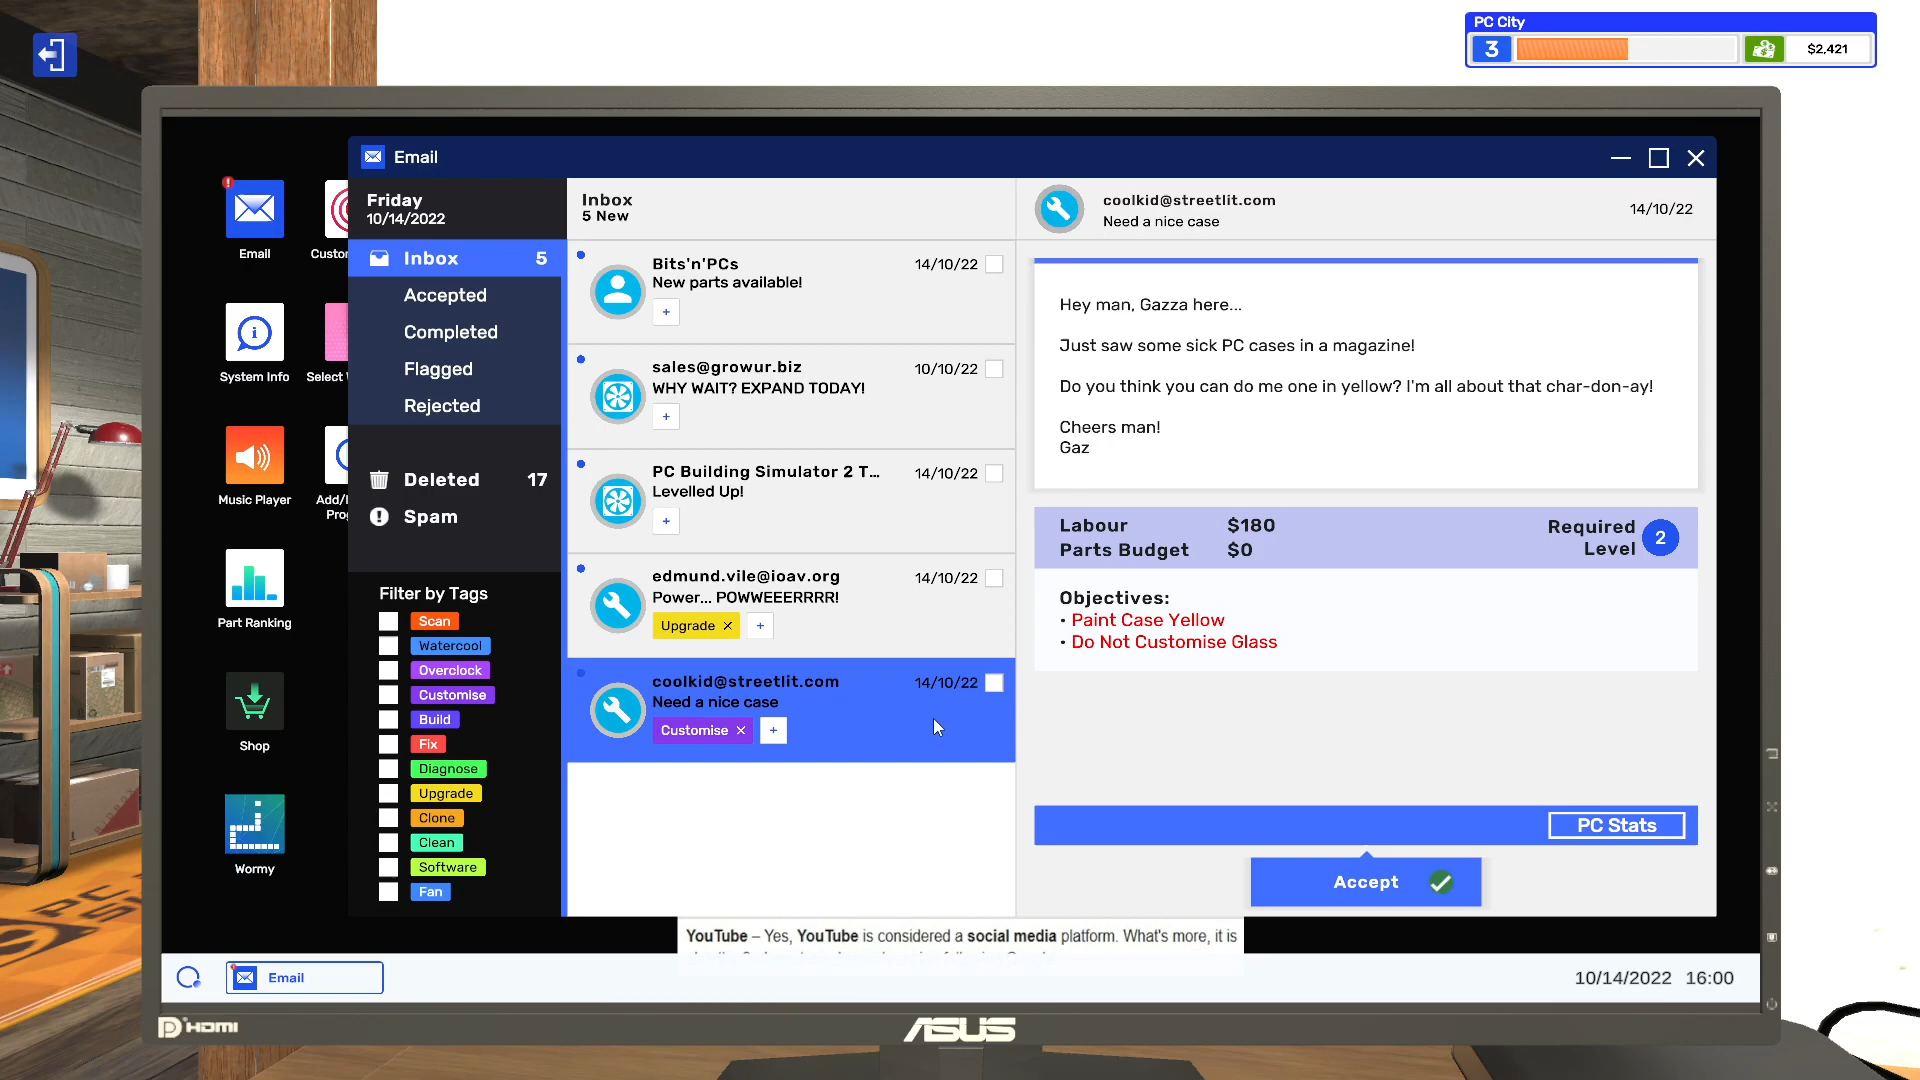 PC City
3
$2,421
Email
Friday
10/14/2022
Inbox 5
Accepted
Completed
Flagged
Rejected
Deleted 17
Spam
Filter by Tags
Scan
Watercool
Overclock
Customise
Build
Fix
Diagnose
Upgrade
Clone
Clean
Software
Fan
Email
System Info
Music Player
Part Ranking
Shop
Wormy
Inbox
5 New
Bits'n'PCs 14/10/22
New parts available!
+
sales@growur.biz 10/10/22
WHY WAIT? EXPAND TODAY!
+
PC Building Simulator 2 T... 14/10/22
Levelled Up!
+
edmund.vile@ioav.org 14/10/22
Power... POWWEEERRRR!
Upgrade × +
coolkid@streetlit.com 14/10/22
Need a nice case
Customise × +
coolkid@streetlit.com
Need a nice case
14/10/22
Hey man, Gazza here...
Just saw some sick PC cases in a magazine!
Do you think you can do me one in yellow? I'm all about that char-don-ay!
Cheers man!
Gaz
Labour $180
Parts Budget $0
Required
Level 2
Objectives:
• Paint Case Yellow
• Do Not Customise Glass
PC Stats
Accept
YouTube – Yes, YouTube is considered a social media platform. What's more, it is
Email
10/14/2022 16:00
HDMI
ASUS